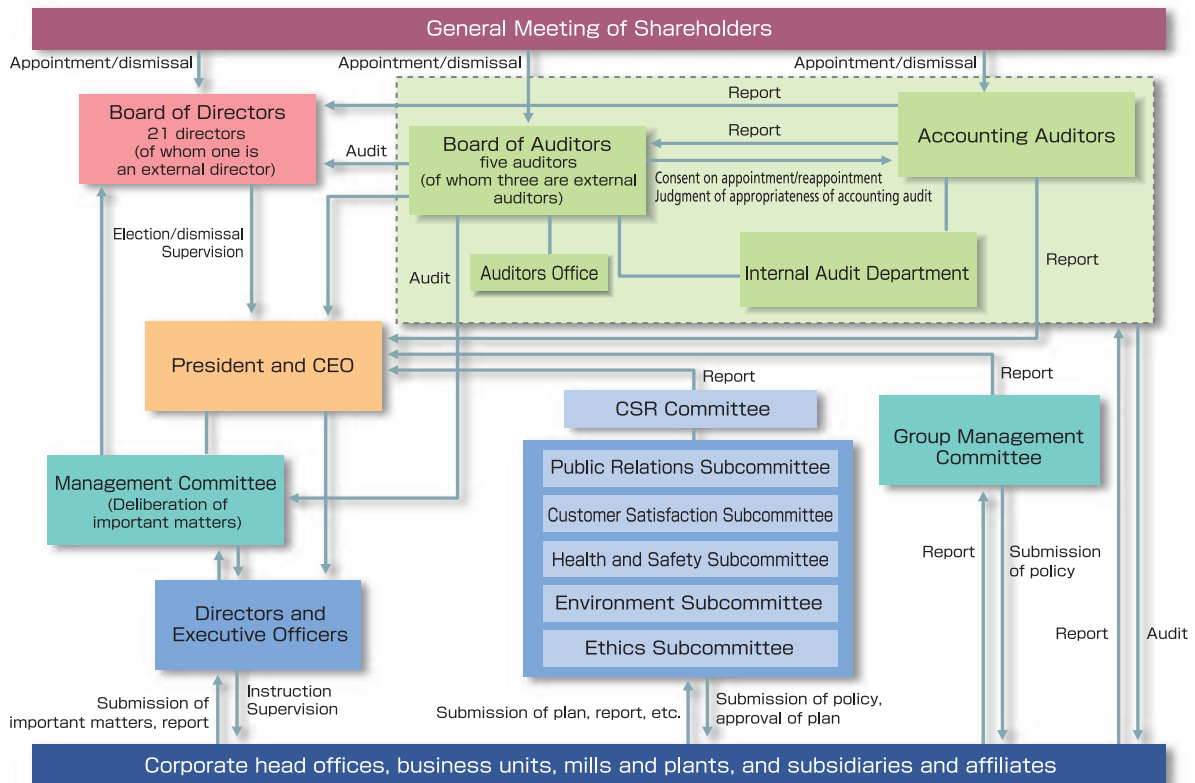 General Meeting of Shareholders
Appointment/dismissal
Appointment/dismissal
Appointment/dismissal
Board of Directors
21 directors
(of whom one is
an external director)
Report
Accounting Auditors
Board of Auditors
five auditors
(of whom three are external
auditors)
Report
Audit
Consent on appointment/reappointment
Judgment of appropriateness of accounting audit
Election/dismissal
Supervision
Audit
Auditors Office
Internal Audit Department
Report
President and CEO
Report
Report
CSR Committee
Group Management
Committee
Management Committee
(Deliberation of
important matters)
Public Relations Subcommittee
Customer Satisfaction Subcommittee
Health and Safety Subcommittee
Environment Subcommittee
Ethics Subcommittee
Report
Submission
of policy
Directors and
Executive Officers
Report
Audit
Submission of
important matters, report
Instruction
Supervision
Submission of plan, report, etc.
Submission of policy,
approval of plan
Corporate head offices, business units, mills and plants, and subsidiaries and affiliates